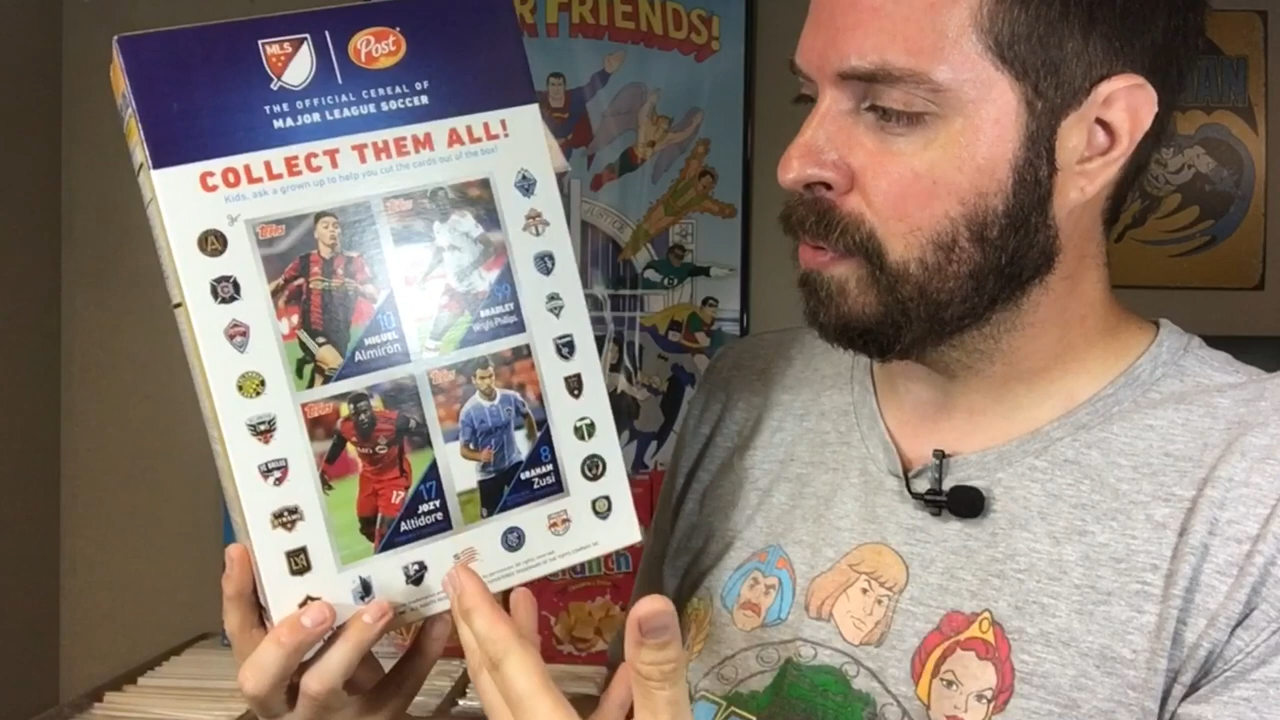 R FRIENDS!
MLS
Post
THE OFFICIAL CEREAL OF
MAJOR LEAGUE SOCCER
COLLECT THEM ALL!
Kids, ask a grown up to help you cut the cards out of the box!
Topps
10
MIGUEL
Almirón
Topps
99
BRADLEY
Wright-Phillips
Topps
17
17
JOZY
Altidore
Topps
8
GRAHAM
Zusi
JUSTICE